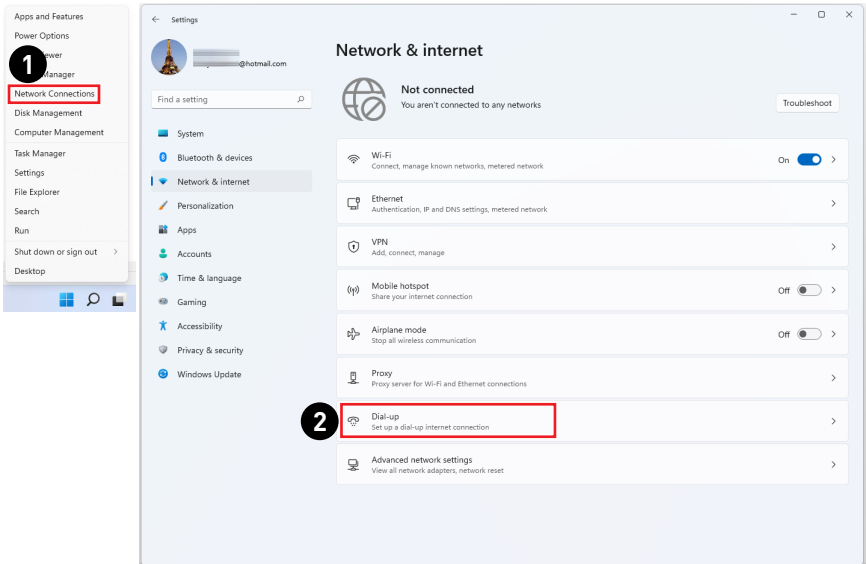 Apps and Features
Power Options
ewer
1
Manager
Network Connections
Disk Management
Computer Management
Task Manager
Settings
File Explorer
Search
Run
Shut down or sign out
Desktop
Settings
@hotmail.com
Find a setting
System
Bluetooth & devices
Network & internet
Personalization
Apps
Accounts
Time & language
Gaming
Accessibility
Privacy & security
Windows Update
Network & internet
Not connected
You aren't connected to any networks
Troubleshoot
Wi-Fi
Connect, manage known networks, metered network
On
Ethernet
Authentication, IP and DNS settings, metered network
VPN
Add, connect, manage
Mobile hotspot
Share your internet connection
Off
Airplane mode
Stop all wireless communication
Off
Proxy
Proxy server for Wi-Fi and Ethernet connections
2
Dial-up
Set up a dial-up internet connection
Advanced network settings
View all network adapters, network reset